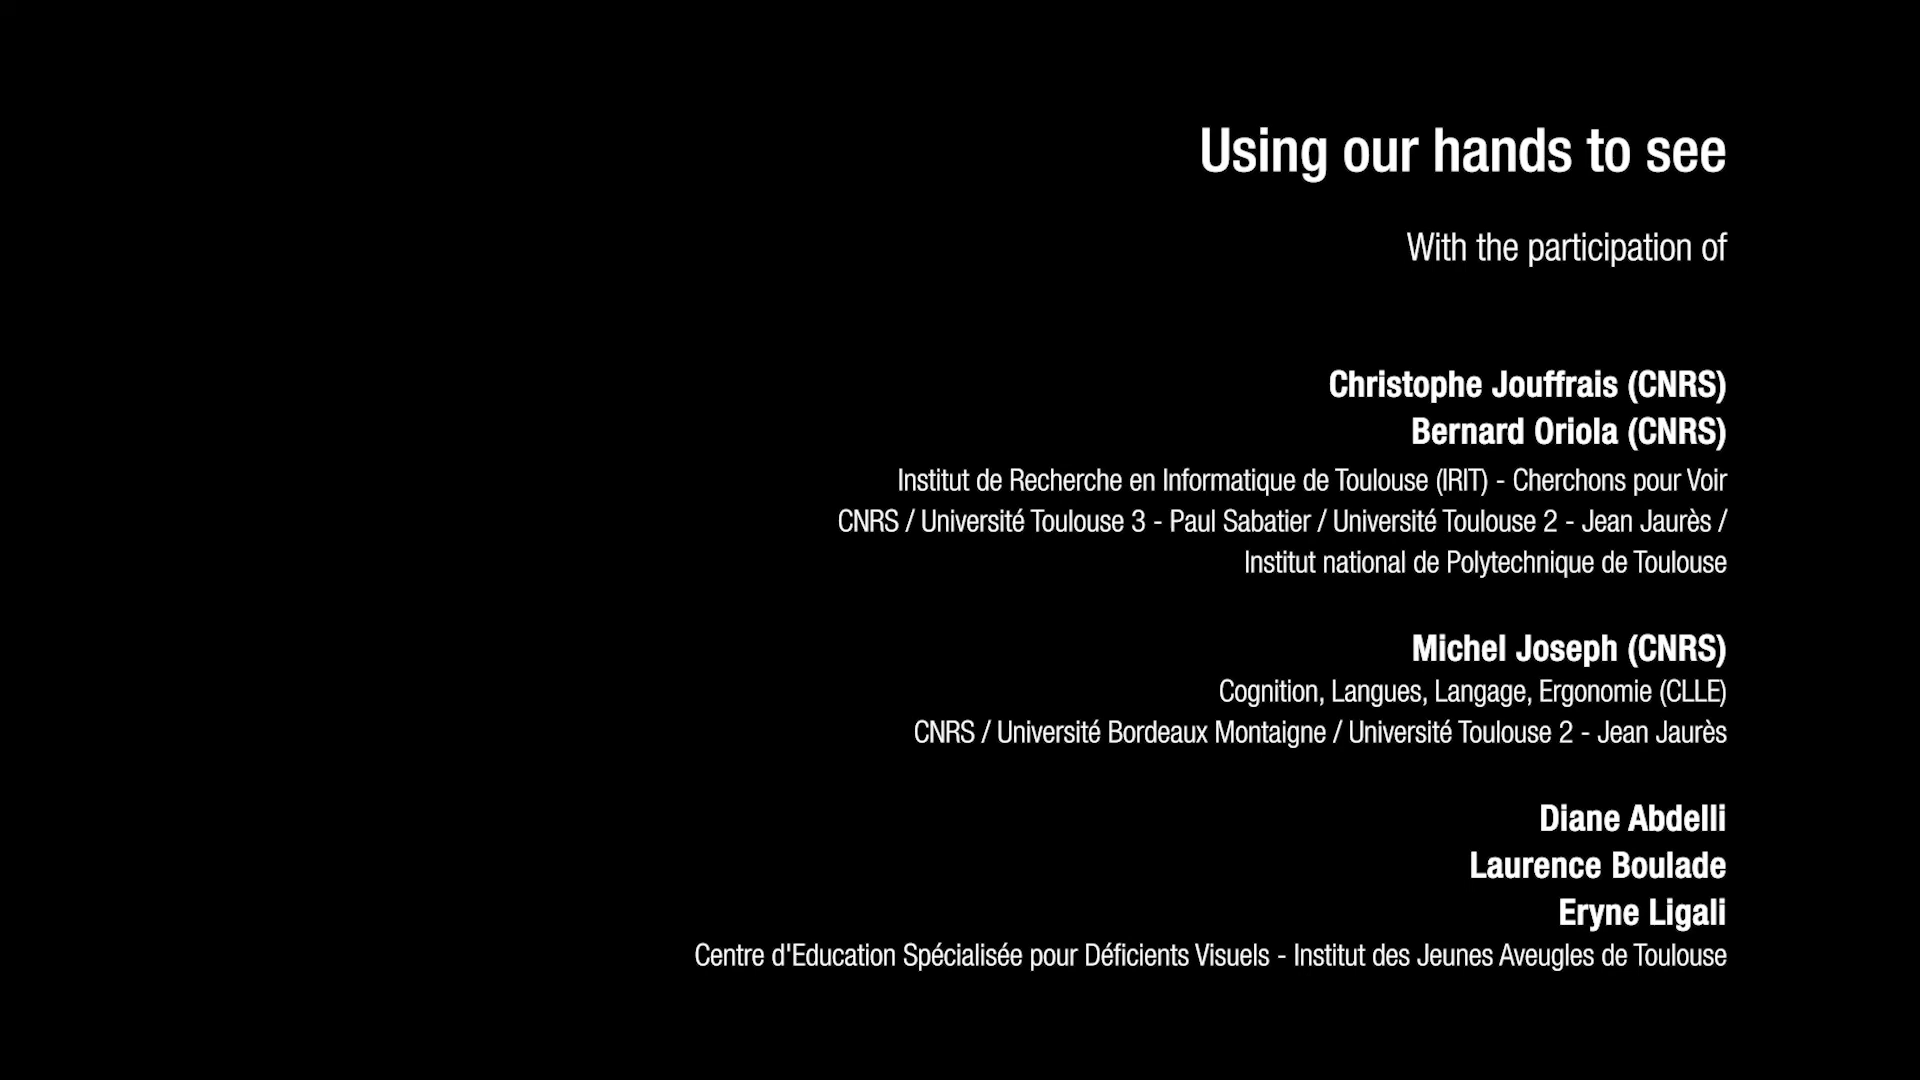 Using our hands to see
With the participation of
Christophe Jouffrais (CNRS)
Bernard Oriola (CNRS)
Institut de Recherche en Informatique de Toulouse (IRIT) - Cherchons pour Voir
CNRS / Université Toulouse 3 - Paul Sabatier / Université Toulouse 2 - Jean Jaurès /
Institut national de Polytechnique de Toulouse
Michel Joseph (CNRS)
Cognition, Langues, Langage, Ergonomie (CLLE)
CNRS / Université Bordeaux Montaigne / Université Toulouse 2 - Jean Jaurès
Diane Abdelli
Laurence Boulade
Eryne Ligali
Centre d'Education Spécialisée pour Déficients Visuels - Institut des Jeunes Aveugles de Toulouse